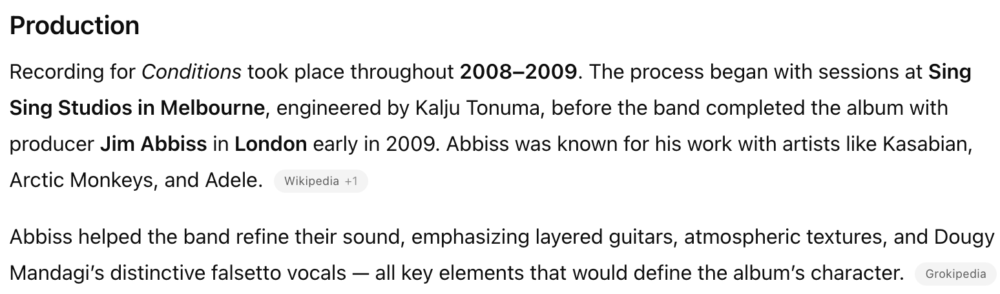 Production
Recording for Conditions took place throughout 2008–2009. The process began with sessions at Sing
Sing Studios in Melbourne, engineered by Kalju Tonuma, before the band completed the album with
producer Jim Abbiss in London early in 2009. Abbiss was known for his work with artists like Kasabian,
Arctic Monkeys, and Adele. Wikipedia +1
Abbiss helped the band refine their sound, emphasizing layered guitars, atmospheric textures, and Dougy
Mandagi’s distinctive falsetto vocals — all key elements that would define the album’s character. Grokipedia